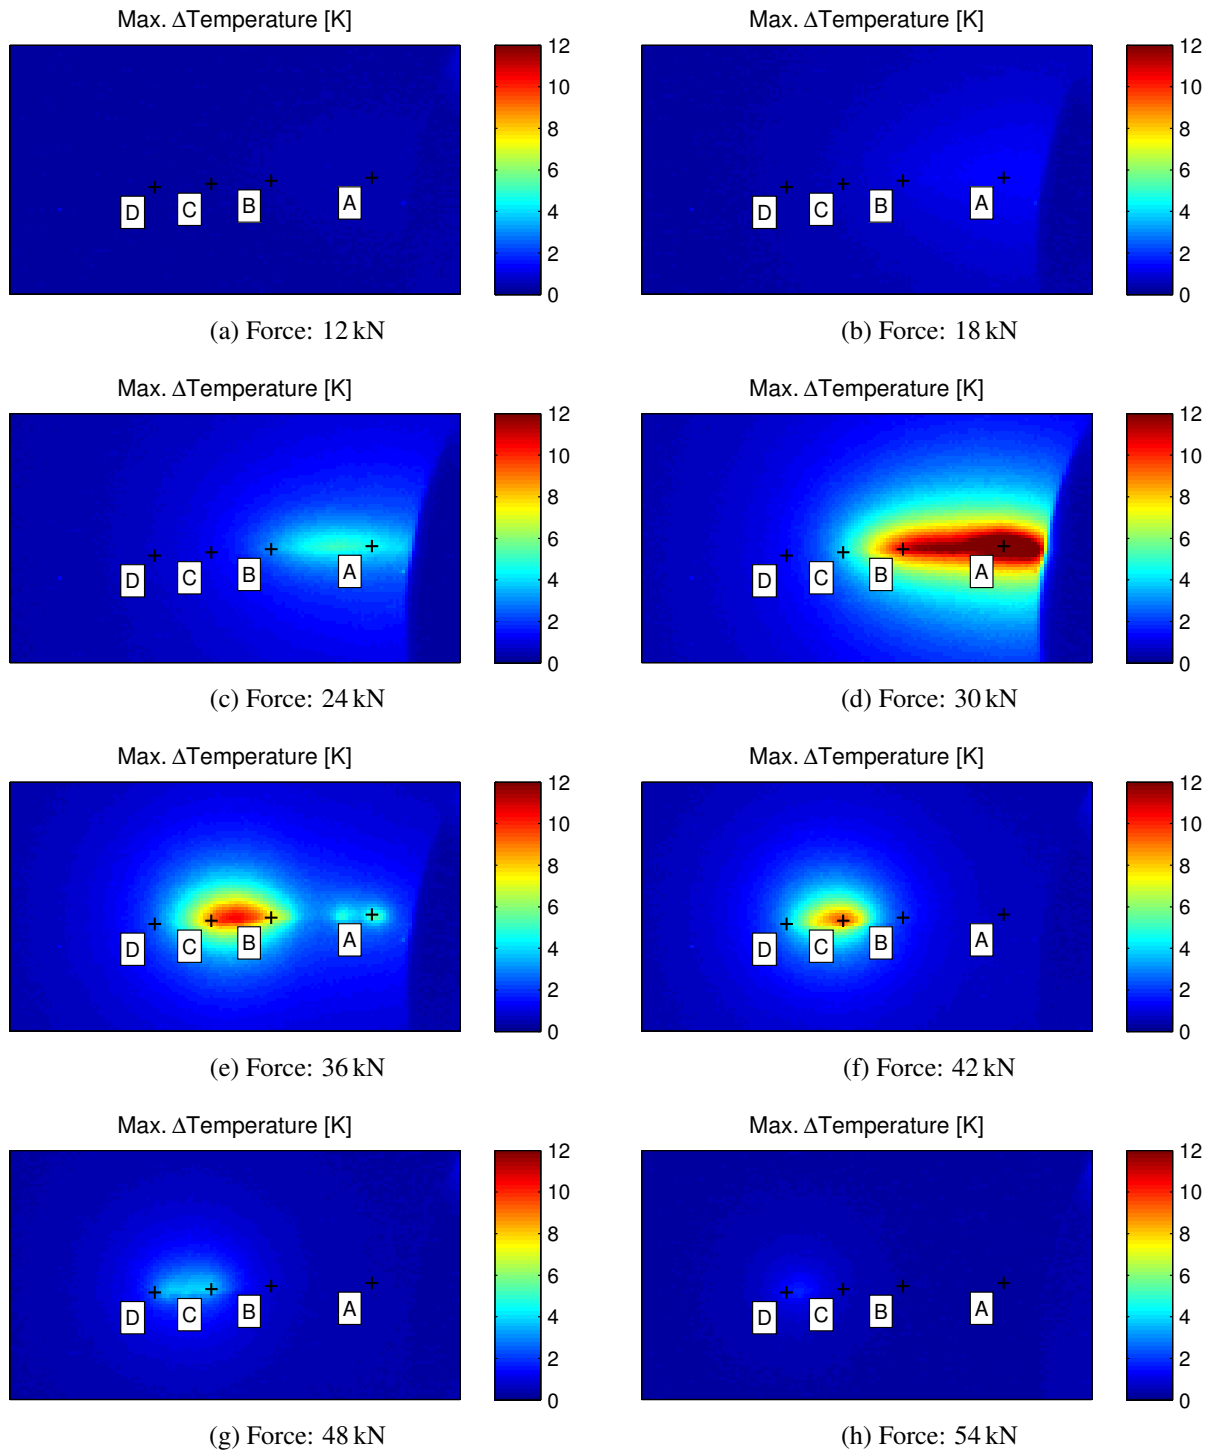 Max. ΔTemperature [K]
Max. ΔTemperature [K]
12
10
8
6
4
2
0
D
C
B
A
12
10
8
6
4
2
0
D
C
B
A
(a) Force: 12 kN
(b) Force: 18 kN
Max. ΔTemperature [K]
Max. ΔTemperature [K]
12
10
8
6
4
2
0
D
C
B
A
12
10
8
6
4
2
0
D
C
B
A
(c) Force: 24 kN
(d) Force: 30 kN
Max. ΔTemperature [K]
Max. ΔTemperature [K]
12
10
8
6
4
2
0
D
C
B
A
12
10
8
6
4
2
0
D
C
B
A
(e) Force: 36 kN
(f) Force: 42 kN
Max. ΔTemperature [K]
Max. ΔTemperature [K]
12
10
8
6
4
2
0
D
C
B
A
12
10
8
6
4
2
0
D
C
B
A
(g) Force: 48 kN
(h) Force: 54 kN